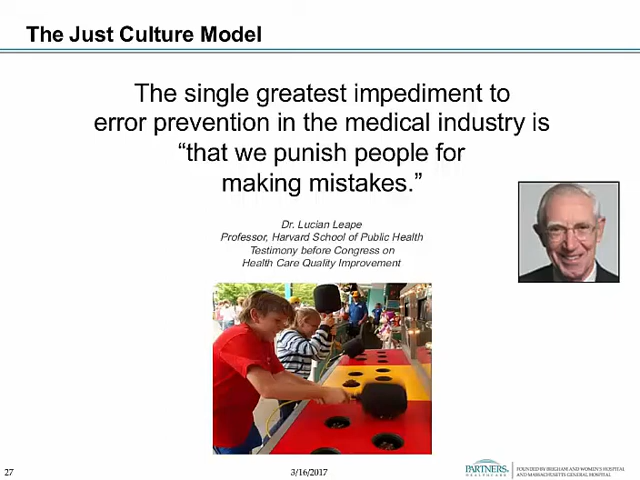 The Just Culture Model
The single greatest impediment to
error prevention in the medical industry is
“that we punish people for
making mistakes.”
Dr. Lucian Leape
Professor, Harvard School of Public Health
Testimony before Congress on
Health Care Quality Improvement
27
3/16/2017
PARTNERS
HEALTHCARE
FOUNDED BY BRIGHAM AND WOMEN'S HOSPITAL
AND MASSACHUSETTS GENERAL HOSPITAL